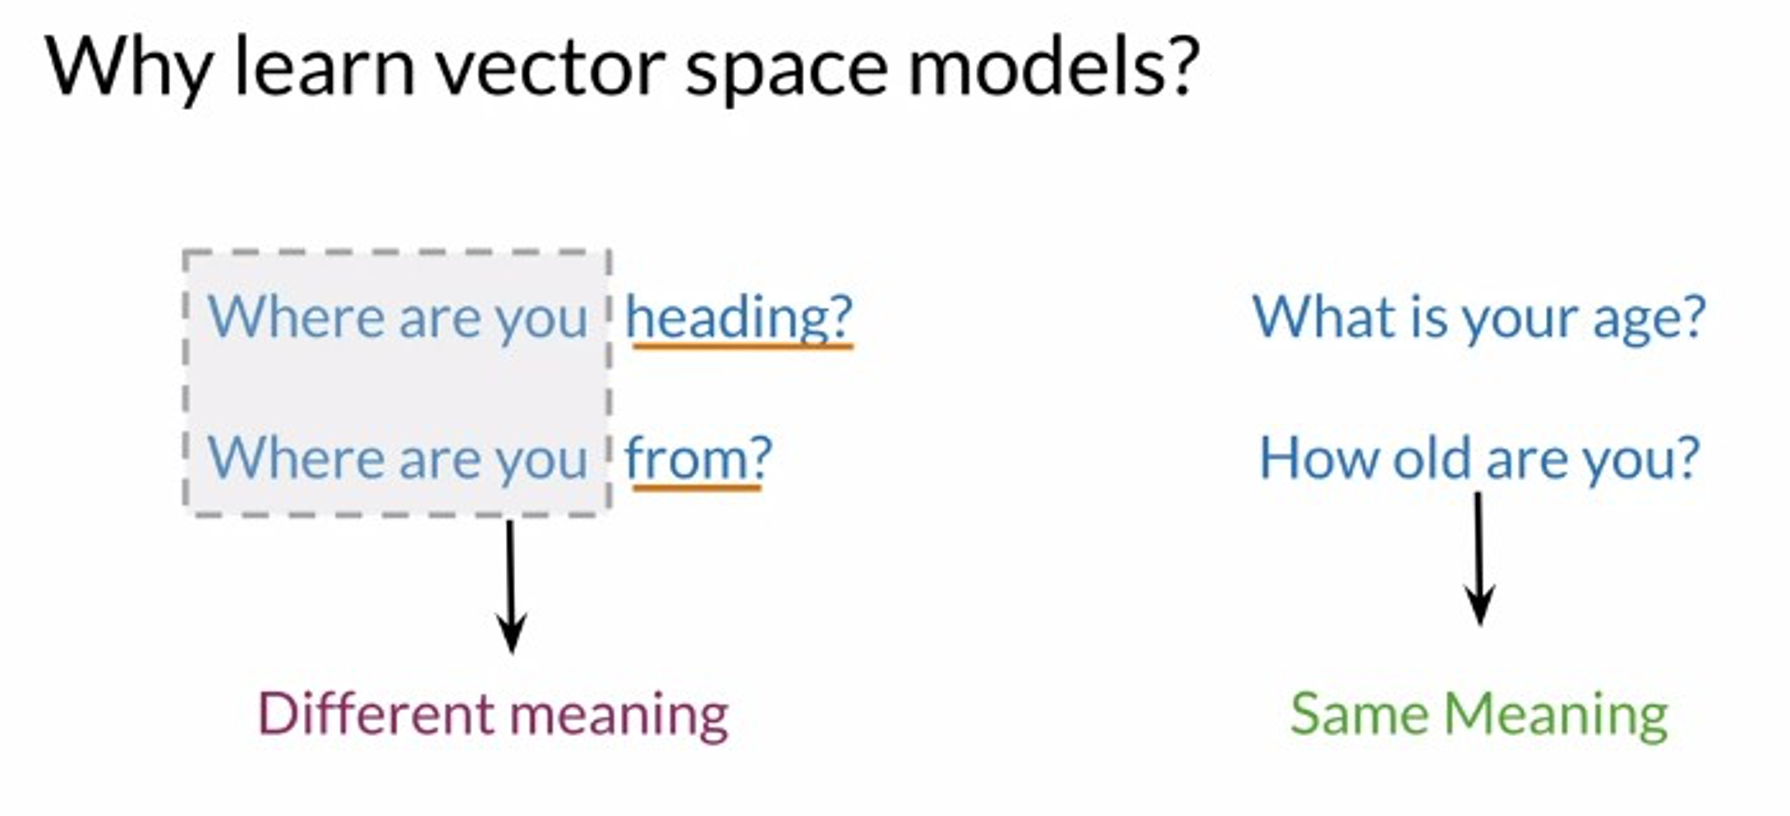 Why learn vector space models?
Where are you heading?
Where are you from?
Different meaning
What is your age?
How old are you?
Same Meaning